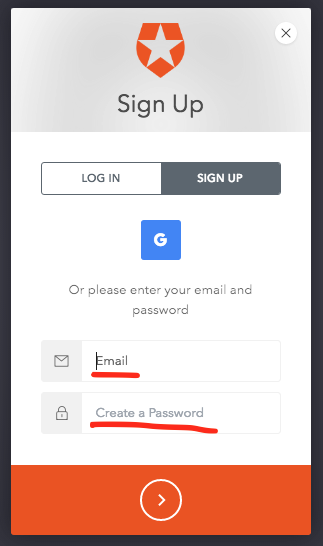 Sign Up
LOG IN
SIGN UP
G
Or please enter your email and
password
Email
Create a Password